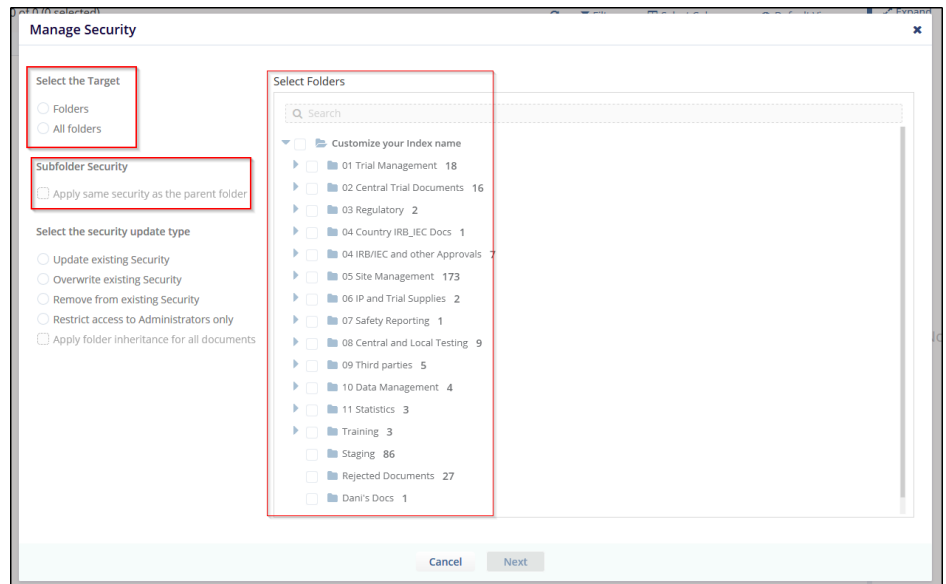 of 0 (0 selected)
Expand
Manage Security
Select the Target
Folders
All folders
Subfolder Security
Apply same security as the parent folder
Select the security update type
Update existing Security
Overwrite existing Security
Remove from existing Security
Restrict access to Administrators only
Apply folder inheritance for all documents
Select Folders
Search
Customize your Index name
01 Trial Management 18
02 Central Trial Documents 16
03 Regulatory 2
04 Country IRB_IEC Docs 1
04 IRB/IEC and other Approvals 7
05 Site Management 173
06 IP and Trial Supplies 2
07 Safety Reporting 1
08 Central and Local Testing 9
09 Third parties 5
10 Data Management 4
11 Statistics 3
Training 3
Staging 86
Rejected Documents 27
Dani's Docs 1
Cancel Next